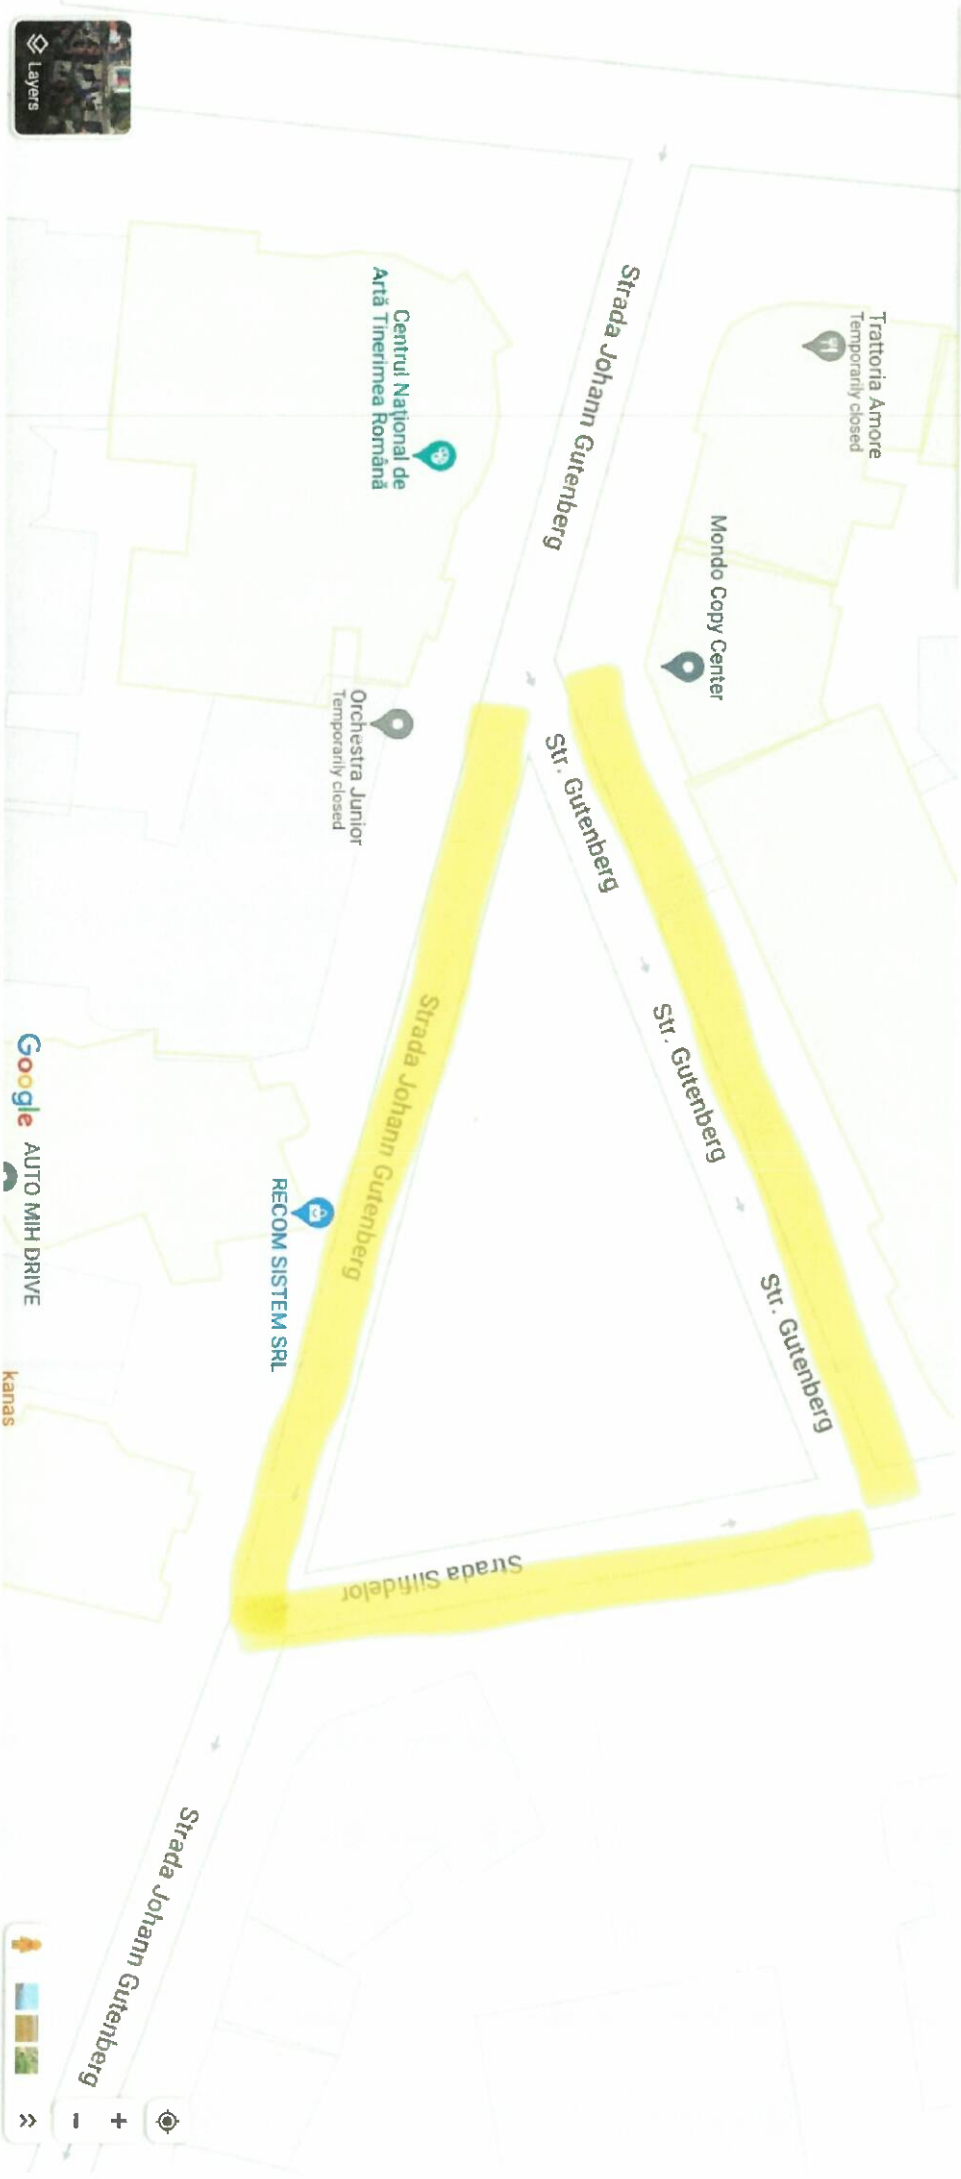 Layers
Trattoria Amore
Temporarily closed
Strada Johann Gutenberg
Centrul Național de
Artă Tinerimea Română
Mondo Copy Center
Orchestra Junior
Temporarily closed
Str. Gutenberg
Str. Gutenberg
Str. Gutenberg
Strada Johann Gutenberg
RECOM SISTEM SRL
Google
AUTO MIH DRIVE
kanas
Strada Silfidelor
Strada Johann Gutenberg